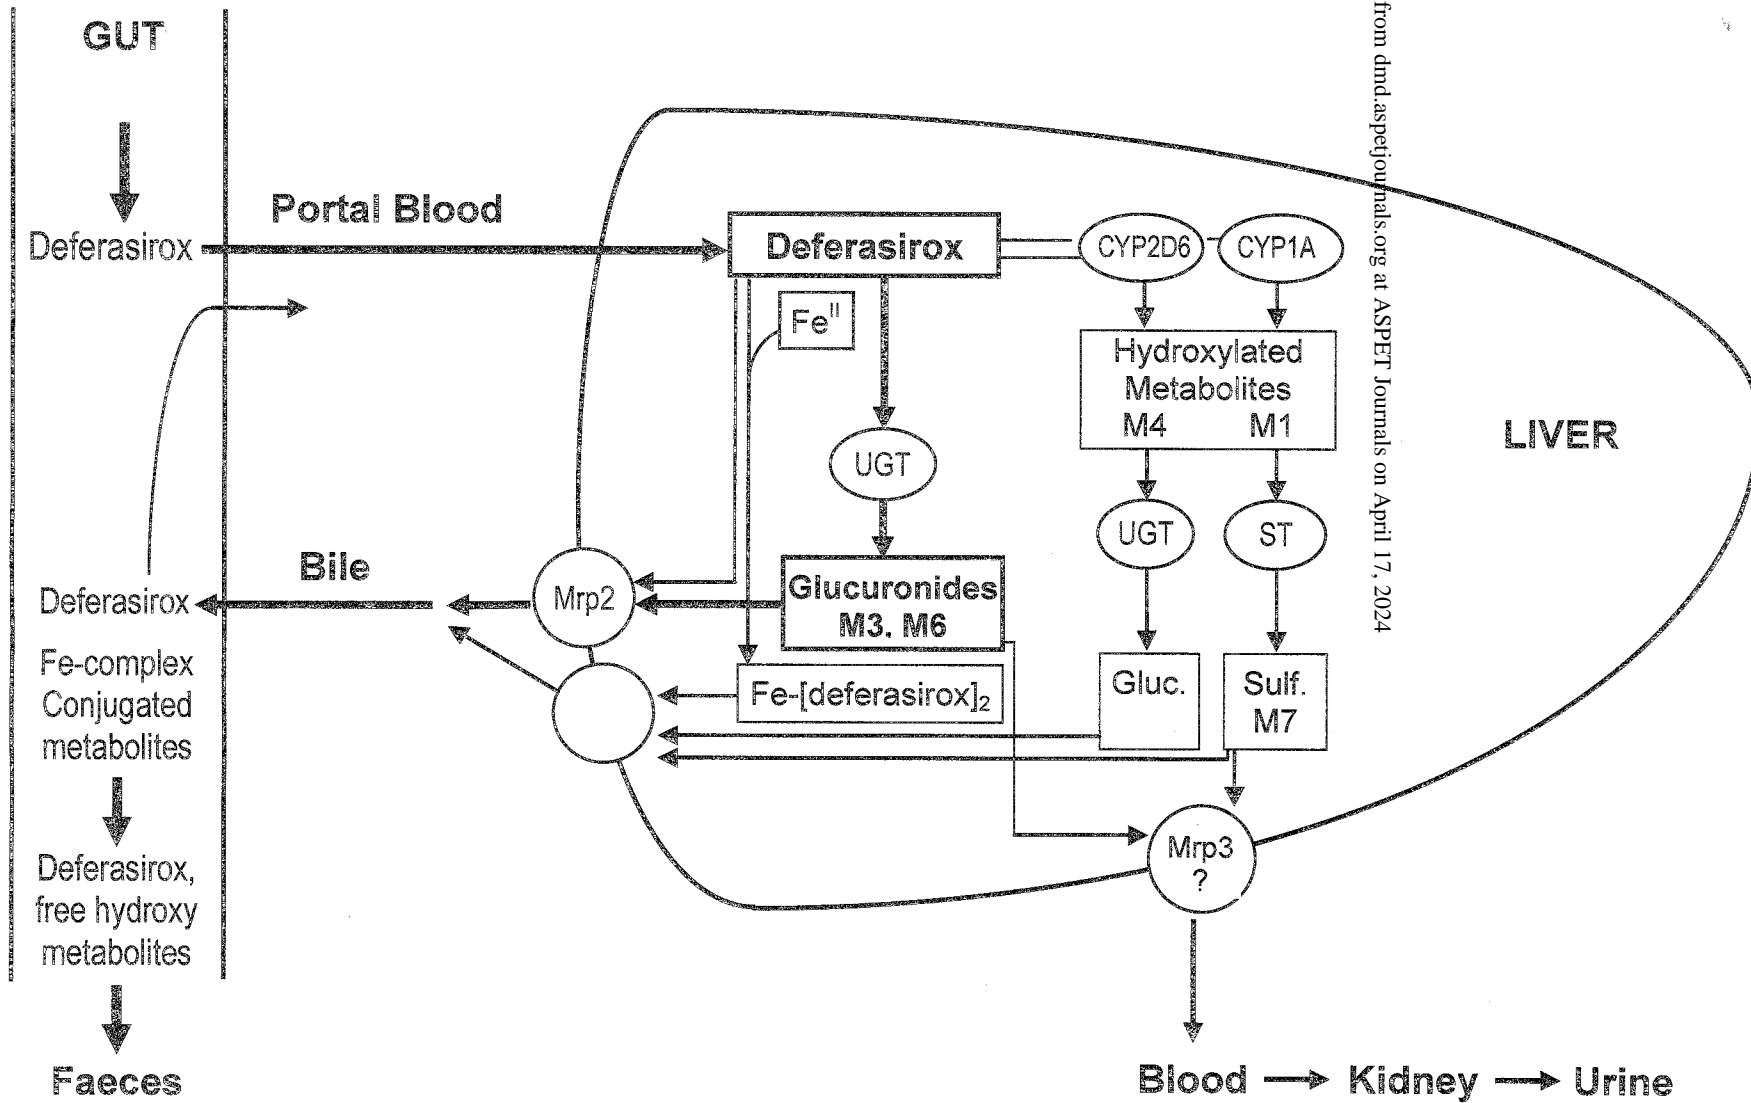 GUT
Deferasirox
Portal Blood
Deferasirox
CYP2D6
CYP1A
Feᴵᴵ
Hydroxylated
Metabolites
M4 M1
UGT
UGT
ST
LIVER
Bile
Deferasirox
Fe-complex
Conjugated
metabolites
Mrp2
Glucuronides
M3. M6
Fe-[deferasirox]₂
Gluc.
Sulf.
M7
Mrp3
?
Deferasirox,
free hydroxy
metabolites
Faeces
Blood
Kidney
Urine
from dmd.aspetjournals.org at ASPET Journals on April 17, 2024